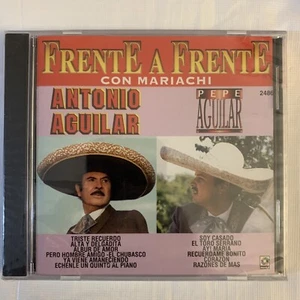 FRENTE A FRENTE
CON MARIACHI
ANTONIO
AGUILAR
PEPE
AGUILAR
TRISTE RECUERDO
ALTA Y DELGADITA
ALBUR DE AMOR
PERO HOMBRE AMIGO - EL CHUBASCO
YA VIENE AMANECIENDO
ECHENLE UN QUINTO AL PIANO
SOY CASADO
EL TORO SERRANO
AY! MARIA
RECUERDAME BONITO
CORAZON
RAZONES DE MAS